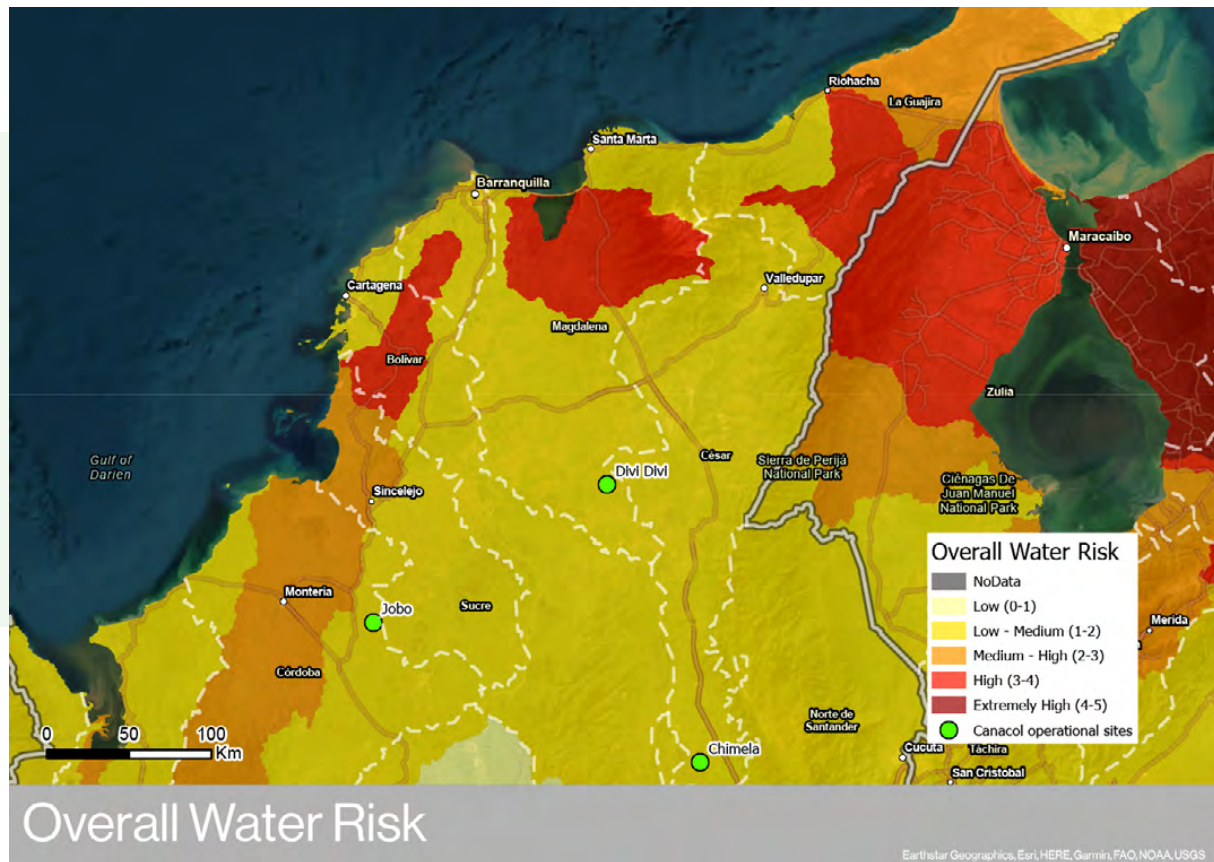 Riohacha
La Guajira
Santa Marta
Barranquilla
Maracaibo
Cartagena
Valledupar
Magdalena
Bolívar
Zulia
Gulf of
Darien
César
Sierra de Perijá
National Park
Divi Divi
Ciénagas De
Juan Manuel
National Park
Sincelejo
Overall Water Risk
NoData
Low (0-1)
Low - Medium (1-2)
Medium - High (2-3)
High (3-4)
Extremely High (4-5)
Canacol operational sites
Montería
Jobo
Sucre
Merida
Córdoba
Norte de
Santander
0 50 100
Km
Chimela
Cucuta
Táchira
San Cristobal
Overall Water Risk
Earthstar Geographics, Esri, HERE, Garmin, FAO, NOAA, USGS